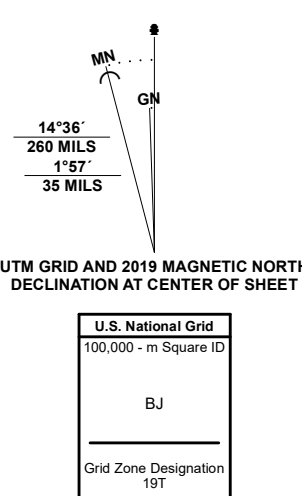 MN
GN
14°36´
260 MILS
1°57´
35 MILS
UTM GRID AND 2019 MAGNETIC NORTH
DECLINATION AT CENTER OF SHEET
U.S. National Grid
100,000 - m Square ID
BJ
Grid Zone Designation
19T